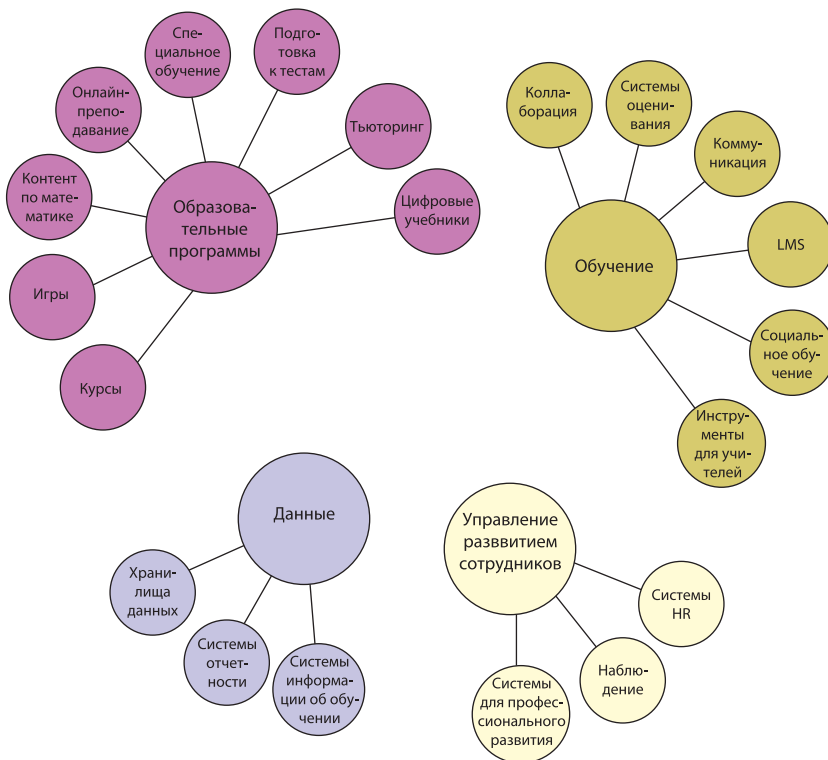 Спе-
циальное
обучение
Подго-
товка
к тестам
Онлайн-
препо-
давание
Тьюторинг
Контент
по мате-
матике
Цифровые
учебники
Образова-
тельные
программы
Игры
Курсы
Колла-
борация
Системы
оцени-
вания
Комму-
никация
LMS
Обучение
Социаль-
ное обу-
чение
Инстру-
менты
для учи-
телей
Данные
Храни-
лища
данных
Системы
отчет-
ности
Системы
информа-
ции об обу-
чении
Управление
разввитием
сотрудников
Системы
HR
Наблю-
дение
Системы
для профес-
сионального
развития